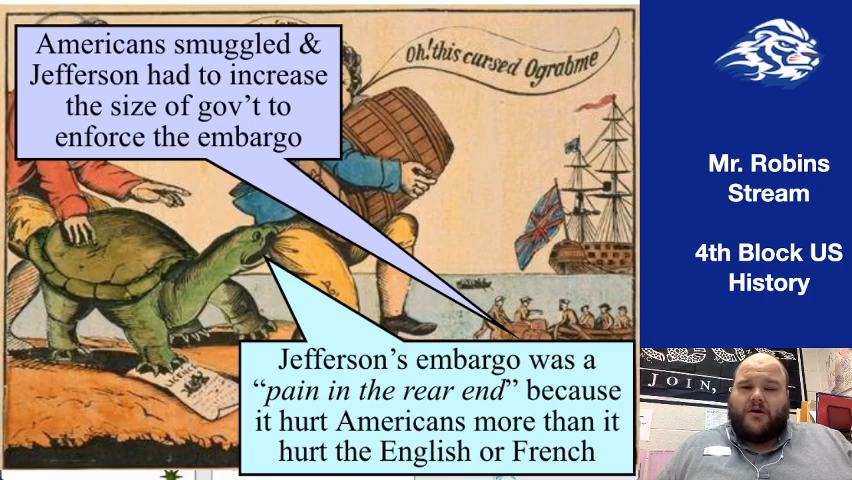 Americans smuggled &
Jefferson had to increase
the size of gov't to
enforce the embargo
Oh! this cursed Ograbme
Jefferson's embargo was a
"pain in the rear end" because
it hurt Americans more than it
hurt the English or French
Mr. Robins
Stream
4th Block US
History
JOIN,